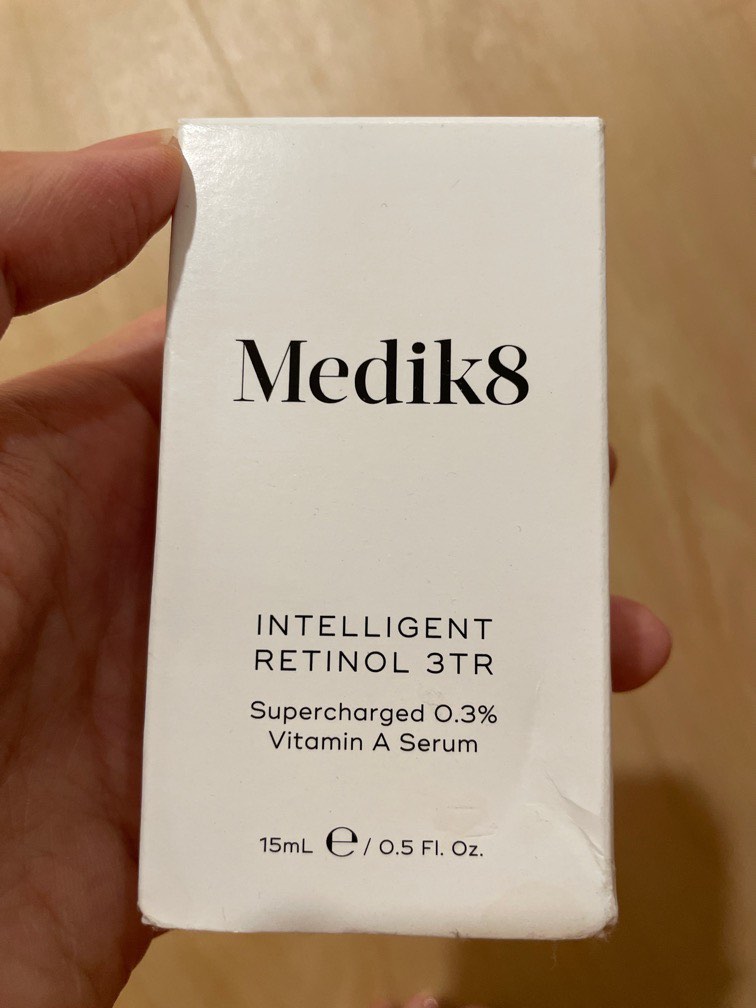 Medik8
INTELLIGENT
RETINOL 3TR
Supercharged 0.3%
Vitamin A Serum
15mL ℮ / 0.5 Fl. Oz.